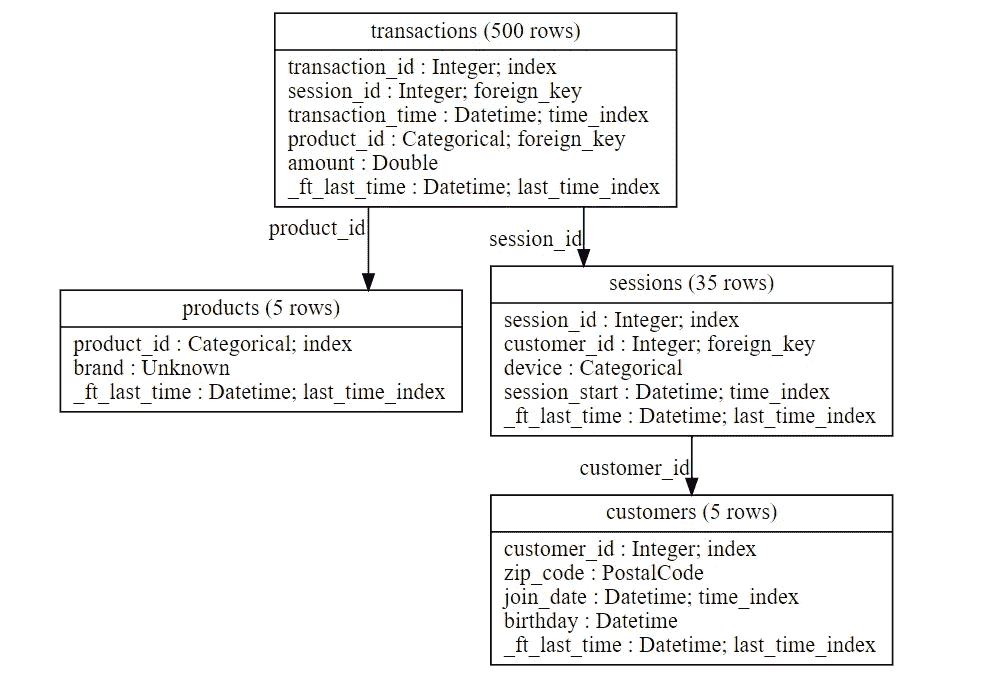 transactions (500 rows)
transaction_id : Integer; index
session_id : Integer; foreign_key
transaction_time : Datetime; time_index
product_id : Categorical; foreign_key
amount : Double
_ft_last_time : Datetime; last_time_index
product_id
session_id
products (5 rows)
product_id : Categorical; index
brand : Unknown
_ft_last_time : Datetime; last_time_index
sessions (35 rows)
session_id : Integer; index
customer_id : Integer; foreign_key
device : Categorical
session_start : Datetime; time_index
_ft_last_time : Datetime; last_time_index
customer_id
customers (5 rows)
customer_id : Integer; index
zip_code : PostalCode
join_date : Datetime; time_index
birthday : Datetime
_ft_last_time : Datetime; last_time_index